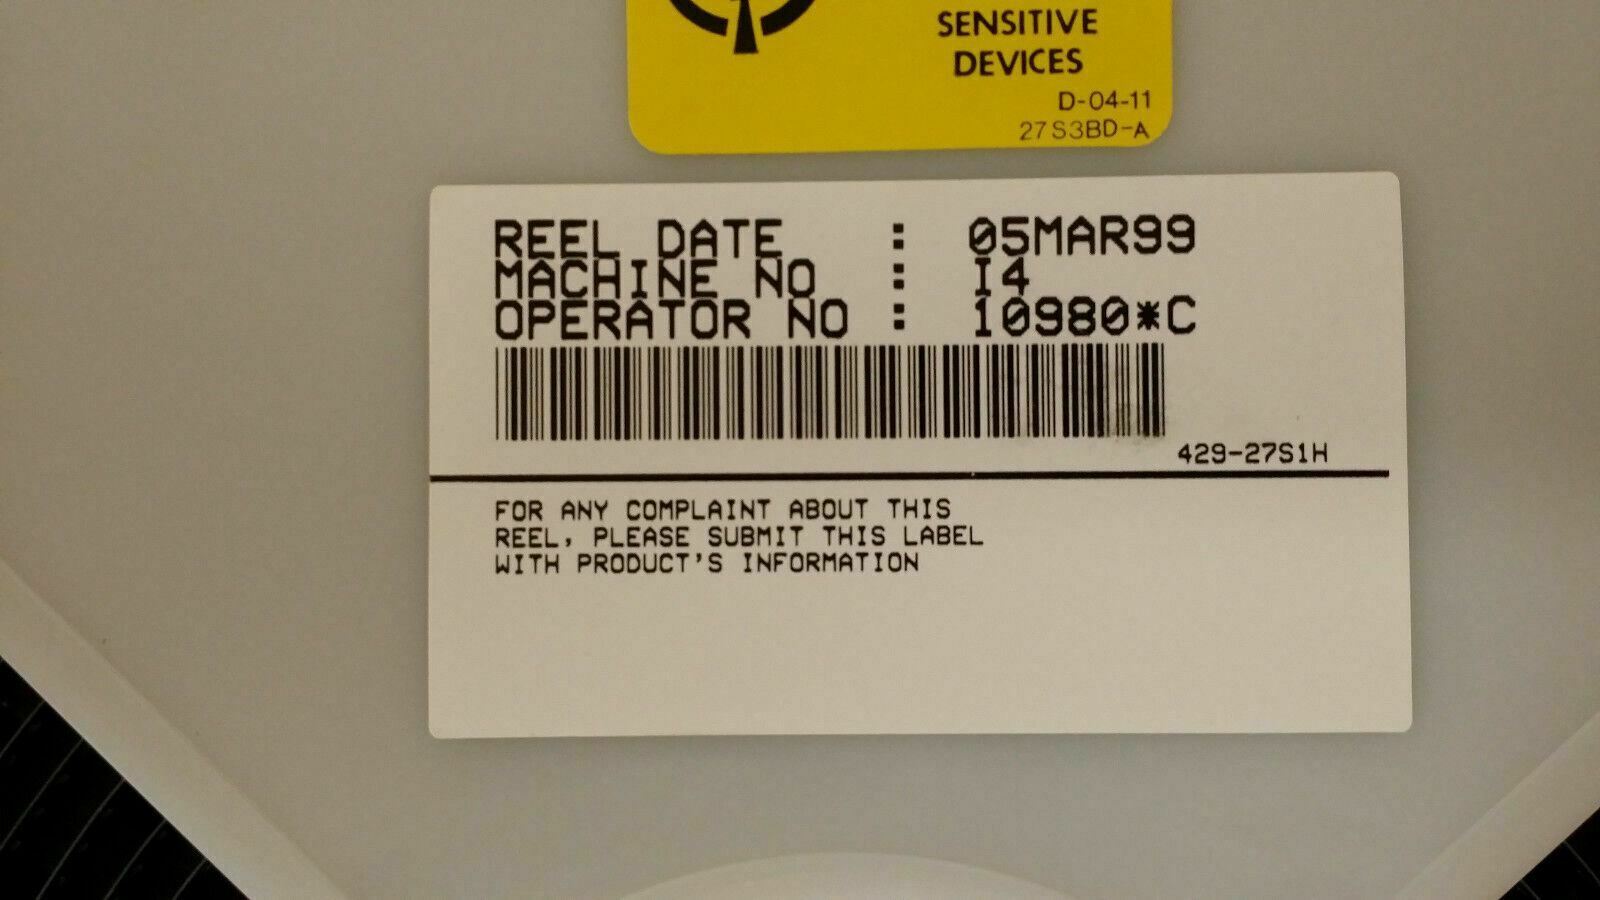 SENSITIVE
DEVICES
D-04-11
27S3BD-A
REEL DATE : 05MAR99
MACHINE NO : I4
OPERATOR NO : 10980*C
429-27S1H
FOR ANY COMPLAINT ABOUT THIS
REEL, PLEASE SUBMIT THIS LABEL
WITH PRODUCT'S INFORMATION